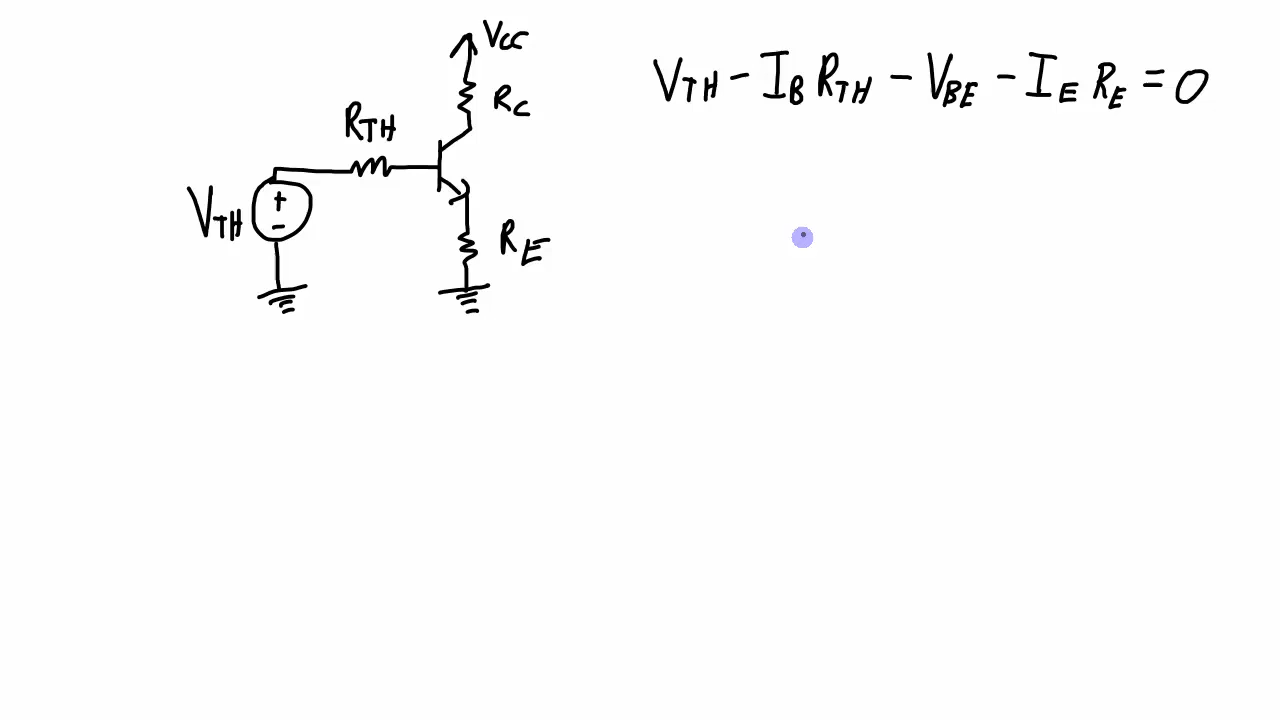 VCC
RC
RTH
VTH
+
-
RE
VTH - IB RTH - VBE - IE RE = 0